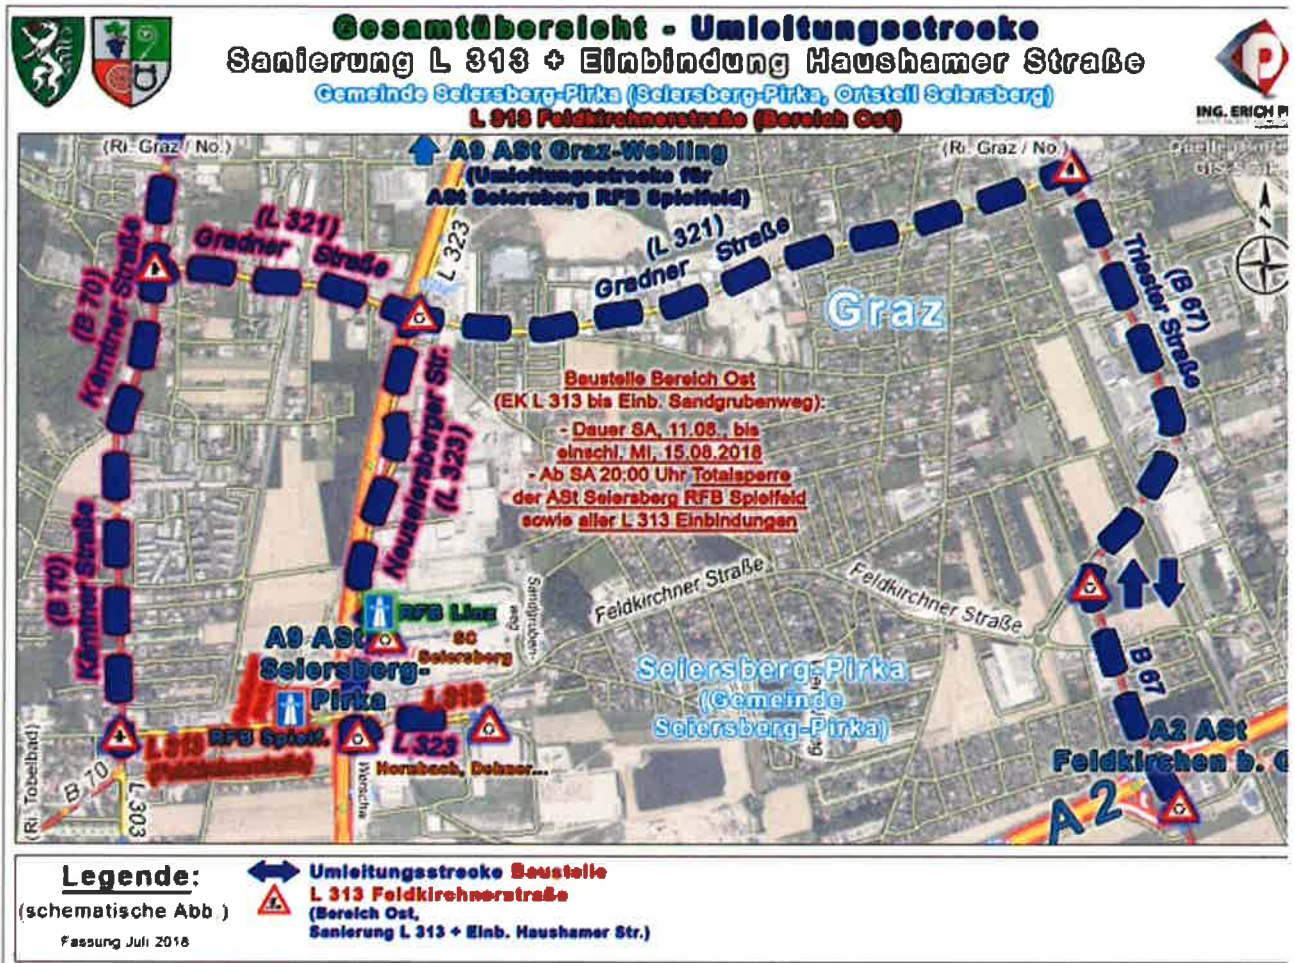 Gesamtübersicht - Umleitungsstrecke
Sanierung L 313 + Einbindung Haushamer Straße
Gemeinde Seiersberg-Pirka (Seiersberg-Pirka, Ortsteil Seiersberg)
L 313 Feldkirchnerstraße (Bereich Ost)
P
ING. ERICH P
(Ri. Graz / No.)
A9 ASt Graz-Webling
(Umleitungsstrecke für
ASt Seiersberg RFB Spielfeld)
(Ri. Graz / No.)
L 323
(L 321)
Gradner Straße
(L 321)
Gradner Straße
(B 70)
Kärntner Straße
Graz
(B 67)
Triester Straße
Neuseiersberger Str.
(L 323)
Baustelle Bereich Ost
(EK L 313 bis Einb. Sandgrubenweg):
- Dauer SA, 11.08., bis
einschl. MI, 15.08.2018
- Ab SA 20:00 Uhr Totalsperre
der ASt Seiersberg RFB Spielfeld
sowie aller L 313 Einbindungen
(B 70)
Kärntner Straße
Feldkirchner Straße
Feldkirchner Straße
Sandgruben-
weg
RFB Linz
SC
Seiersberg
A9 ASt
Seiersberg-
Pirka
Seiersberg-Pirka
(Gemeinde
Seiersberg-Pirka)
B 67
L 313
L 313
RFB Spielf.
L 323
Hornbach, Dehner...
A2 ASt
Feldkirchen b. G
A 2
(Ri. Tobelbad)
B 70
L 303
Legende:
(schematische Abb.)
Fassung Juli 2018
Umleitungsstrecke Baustelle
L 313 Feldkirchnerstraße
(Bereich Ost,
Sanierung L 313 + Einb. Haushamer Str.)